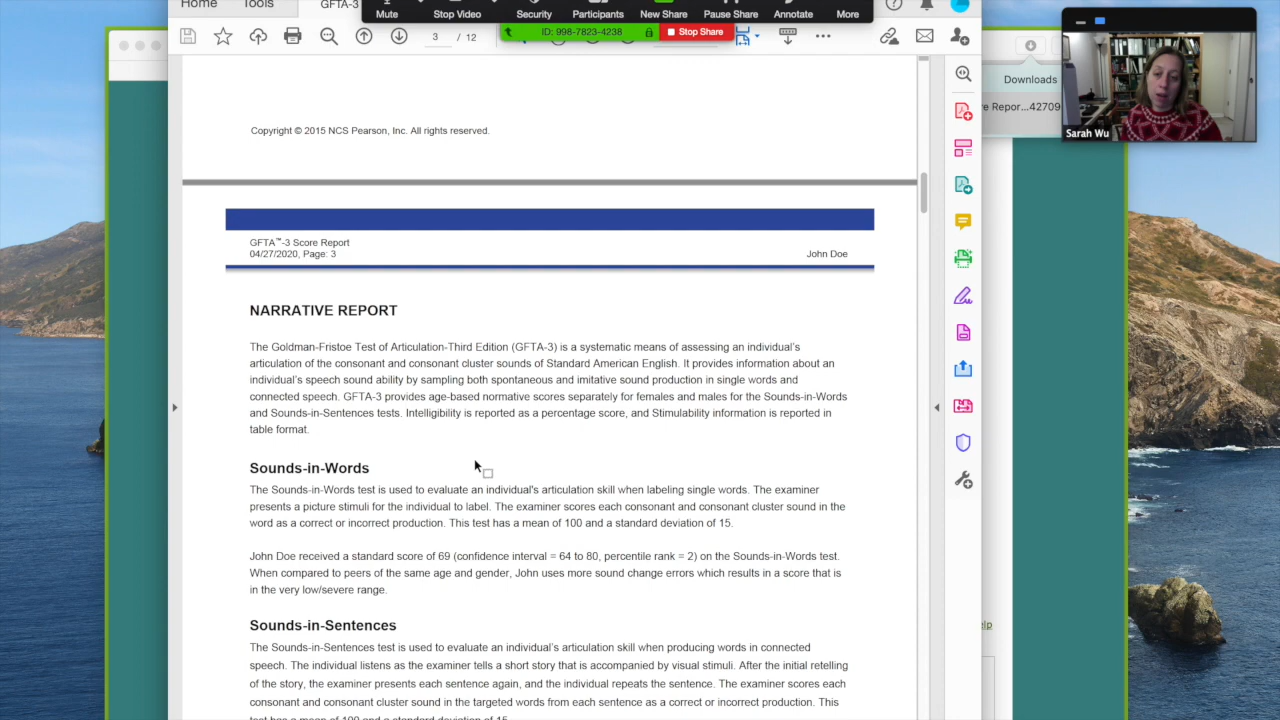 Home
Tools
GFTA-3
Mute
Stop Video
Security
Participants
New Share
Pause Share
Annotate
More
ID: 998-7823-4238
Stop Share
3 / 12
Downloads
re Repor...42709
Sarah Wu
Copyright © 2015 NCS Pearson, Inc. All rights reserved.
GFTA™-3 Score Report
04/27/2020, Page: 3
John Doe
NARRATIVE REPORT
The Goldman-Fristoe Test of Articulation-Third Edition (GFTA-3) is a systematic means of assessing an individual's
articulation of the consonant and consonant cluster sounds of Standard American English. It provides information about an
individual's speech sound ability by sampling both spontaneous and imitative sound production in single words and
connected speech. GFTA-3 provides age-based normative scores separately for females and males for the Sounds-in-Words
and Sounds-in-Sentences tests. Intelligibility is reported as a percentage score, and Stimulability information is reported in
table format.
Sounds-in-Words
The Sounds-in-Words test is used to evaluate an individual's articulation skill when labeling single words. The examiner
presents a picture stimuli for the individual to label. The examiner scores each consonant and consonant cluster sound in the
word as a correct or incorrect production. This test has a mean of 100 and a standard deviation of 15.
John Doe received a standard score of 69 (confidence interval = 64 to 80, percentile rank = 2) on the Sounds-in-Words test.
When compared to peers of the same age and gender, John uses more sound change errors which results in a score that is
in the very low/severe range.
Sounds-in-Sentences
The Sounds-in-Sentences test is used to evaluate an individual's articulation skill when producing words in connected
speech. The individual listens as the examiner tells a short story that is accompanied by visual stimuli. After the initial retelling
of the story, the examiner presents each sentence again, and the individual repeats the sentence. The examiner scores each
consonant and consonant cluster sound in the targeted words from each sentence as a correct or incorrect production. This
test has a mean of 100 and a standard deviation of 15.
elp